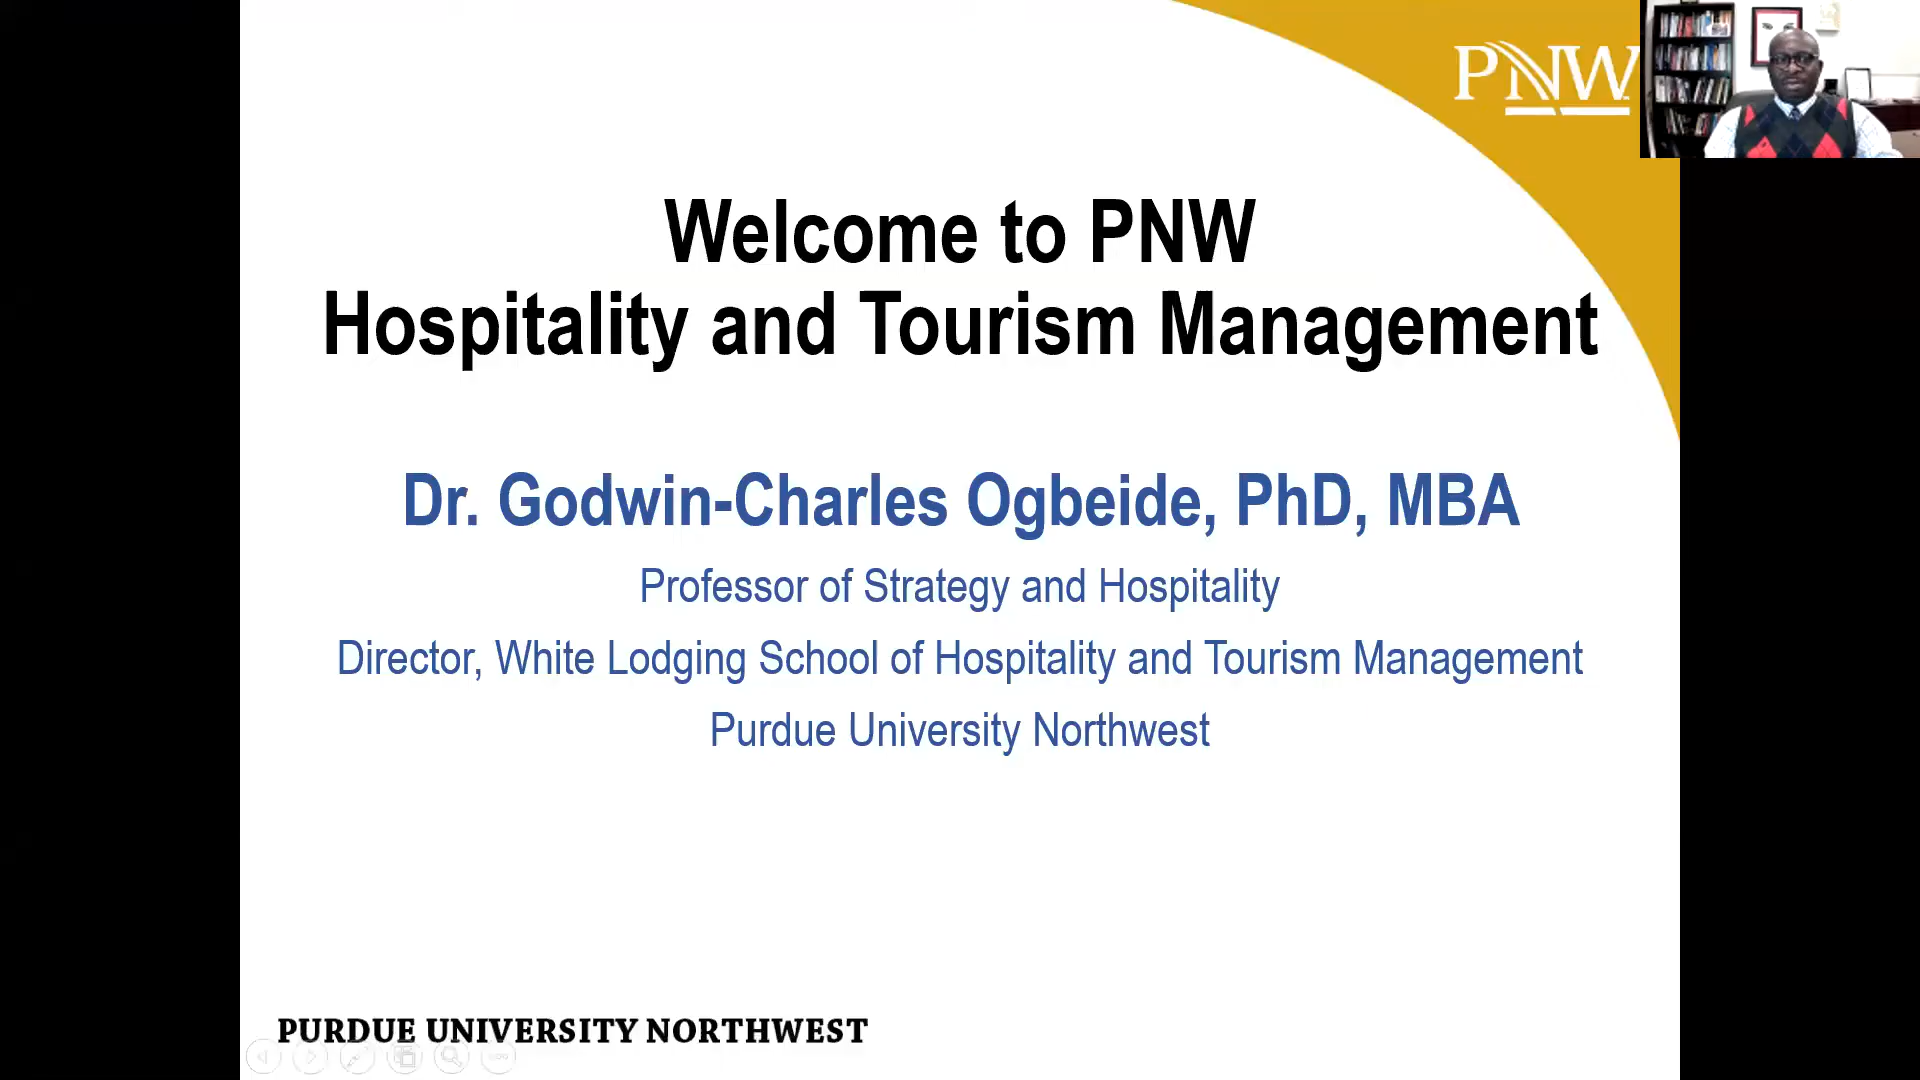 PNW
Welcome to PNW
Hospitality and Tourism Management
Dr. Godwin-Charles Ogbeide, PhD, MBA
Professor of Strategy and Hospitality
Director, White Lodging School of Hospitality and Tourism Management
Purdue University Northwest
PURDUE UNIVERSITY NORTHWEST